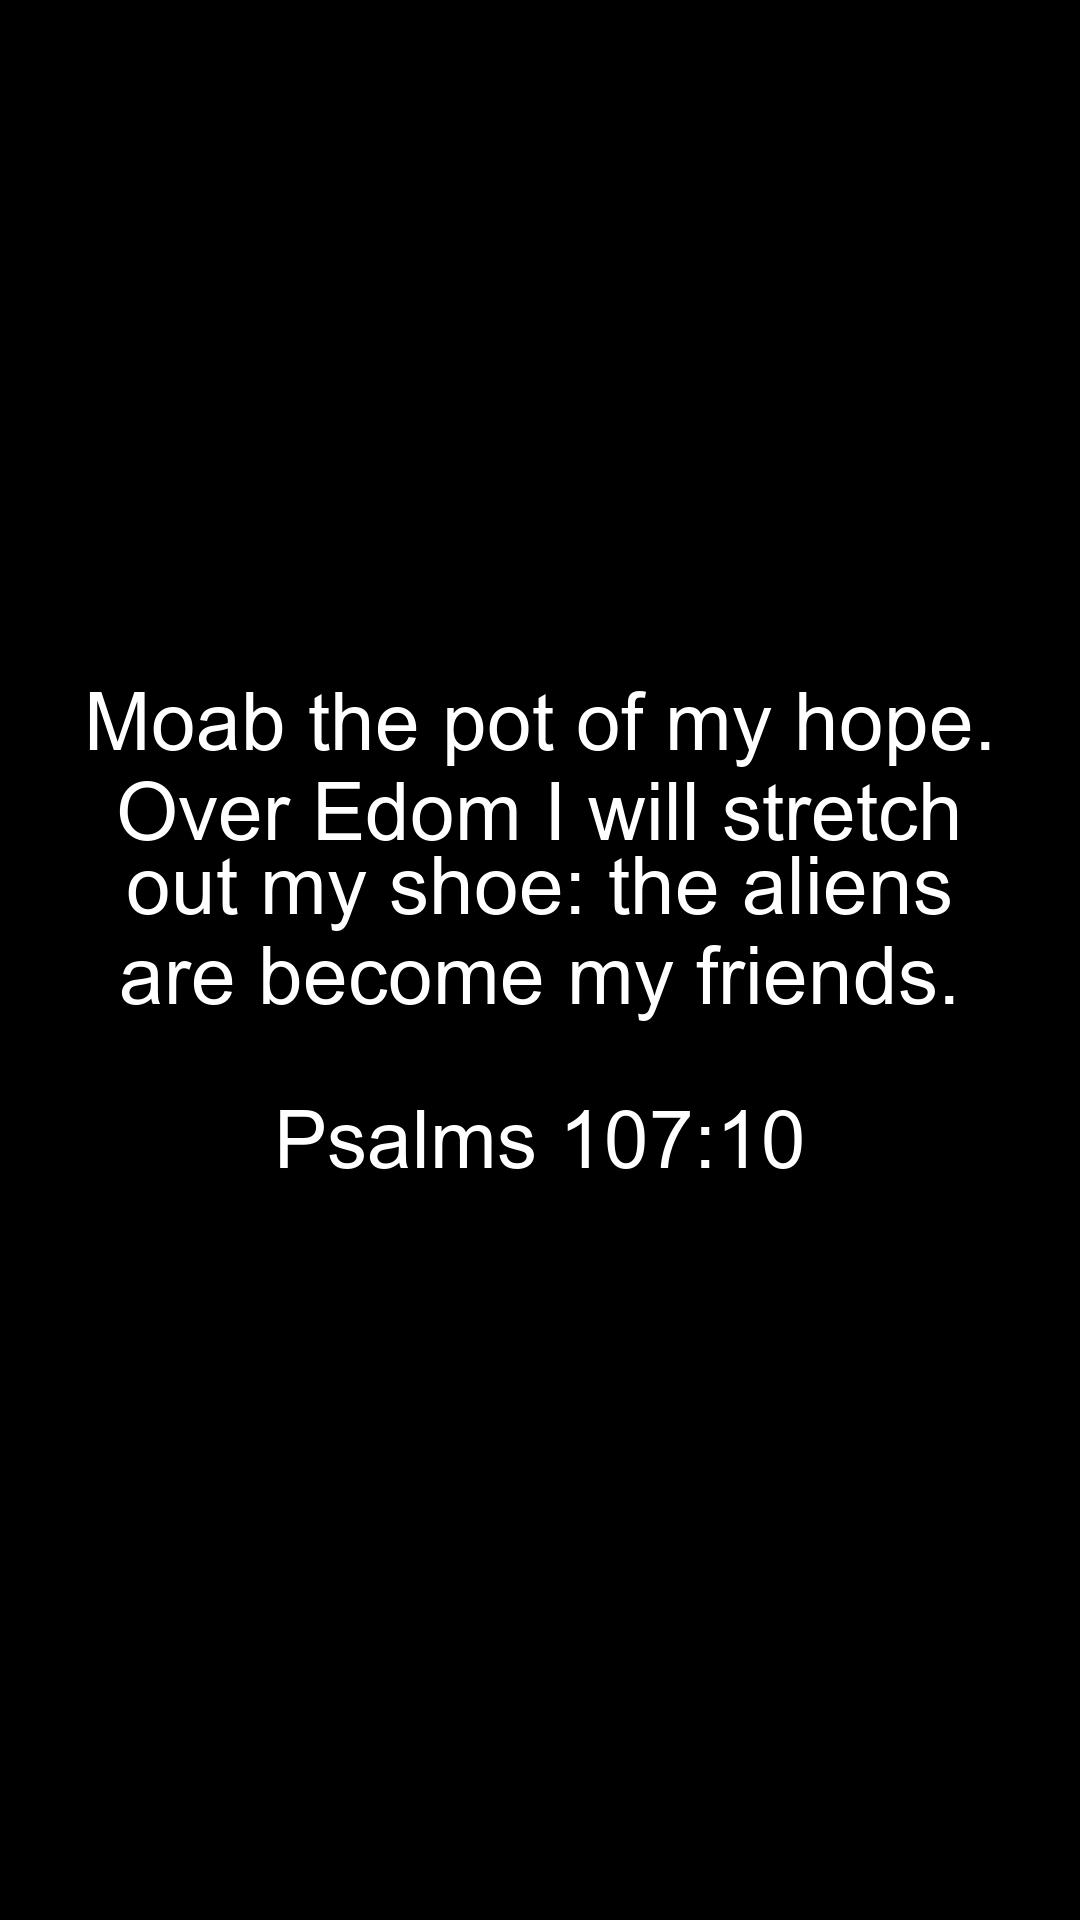 Moab the pot of my hope.
Over Edom I will stretch
out my shoe: the aliens
are become my friends.
Psalms 107:10